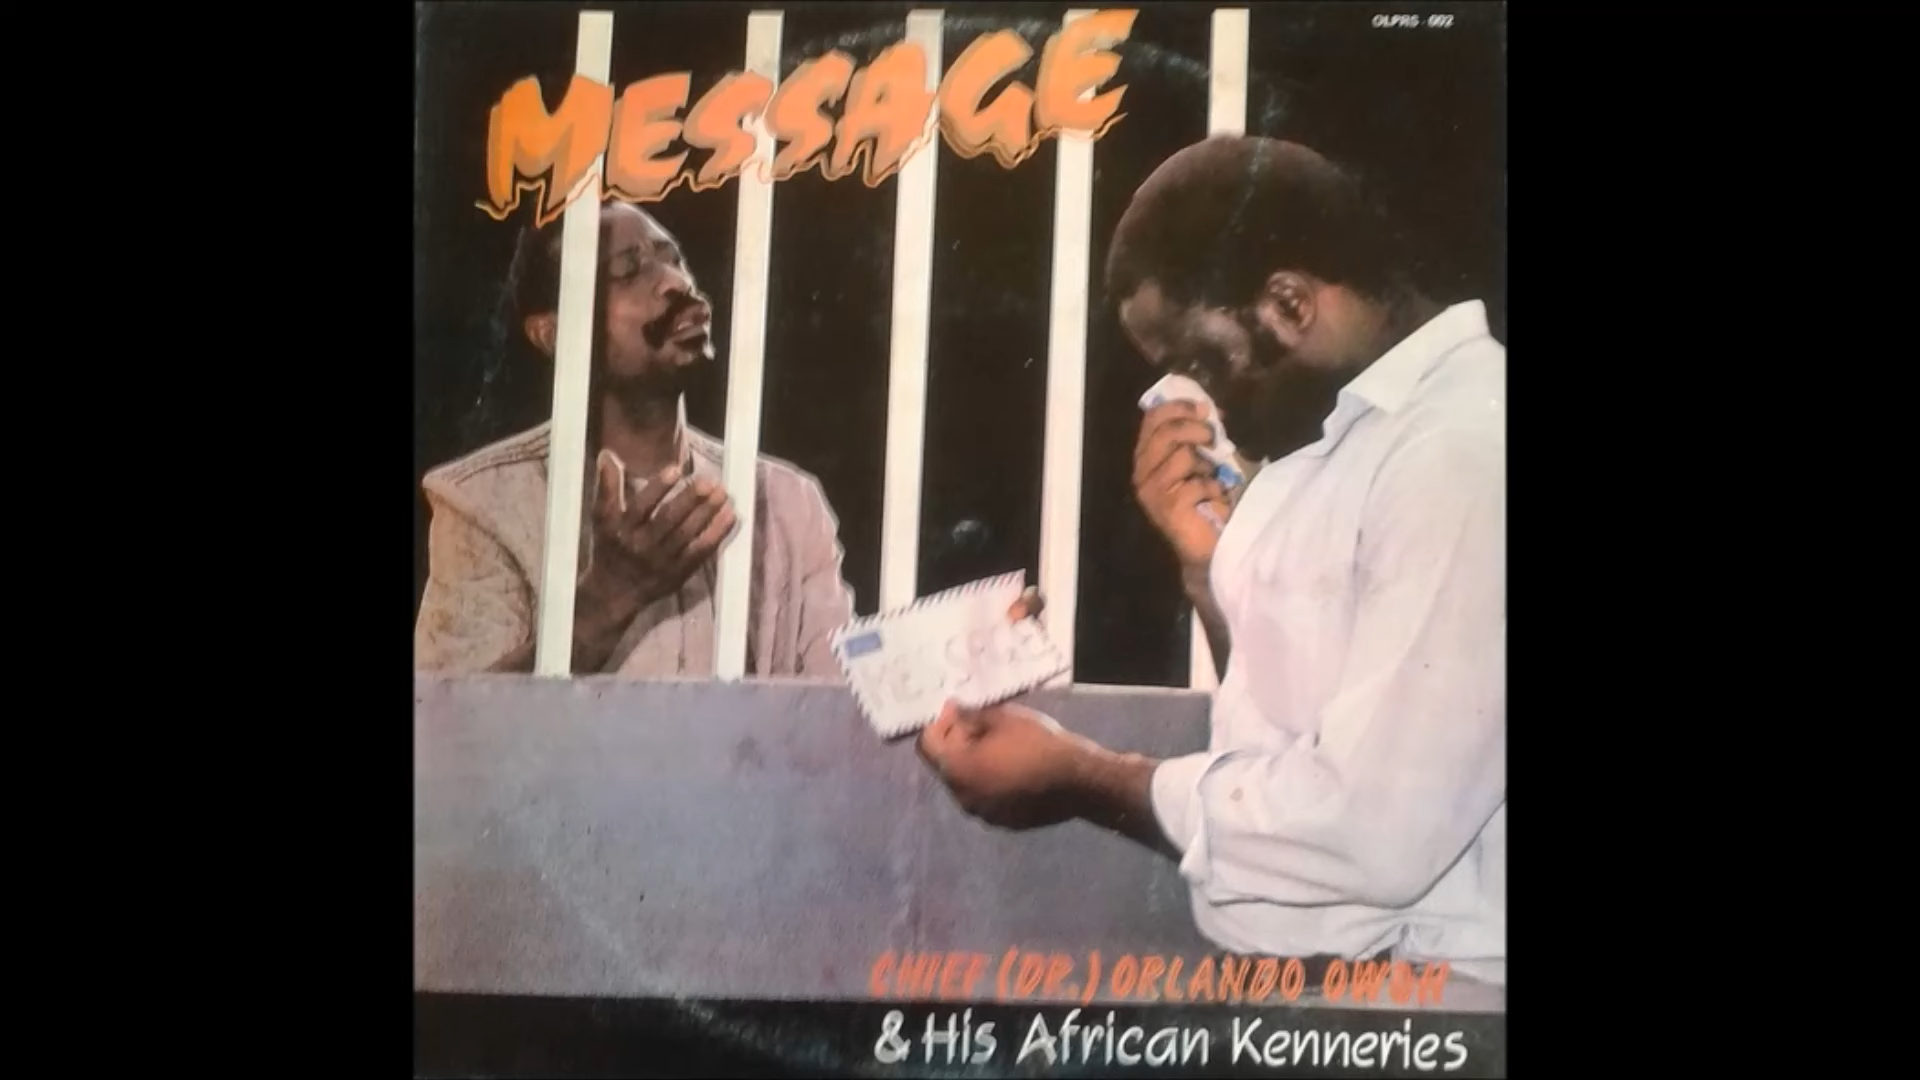 OLPRS - 002
MESSAGE
MESSAGE
CHIEF (DR.) ORLANDO OWOH
& His African Kenneries